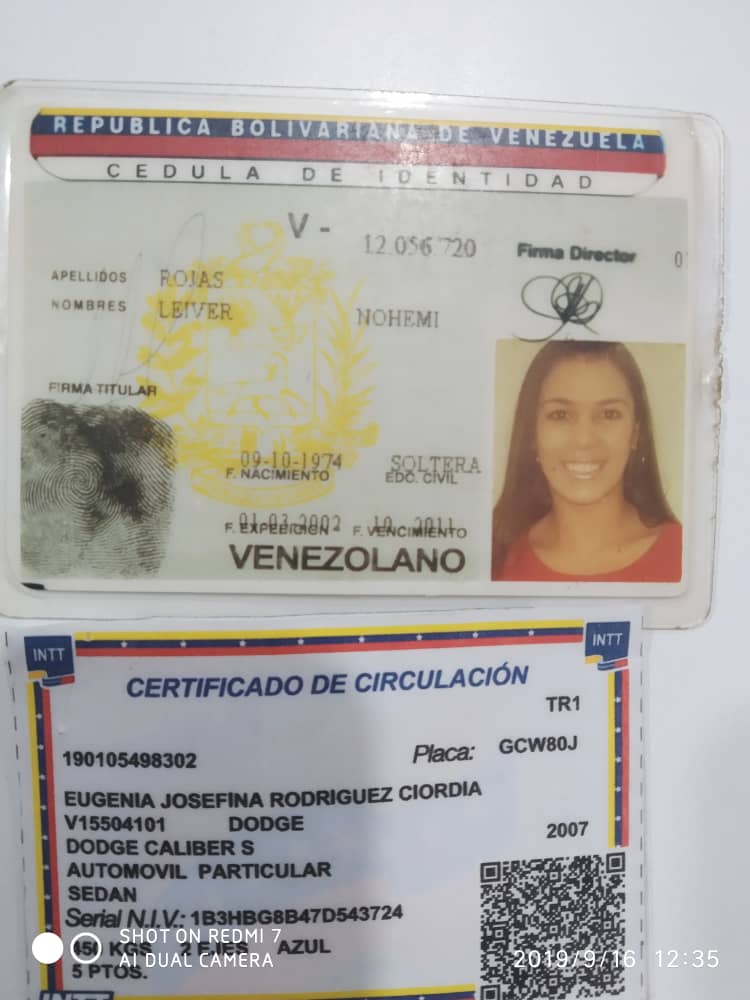 REPUBLICA BOLIVARIANA DE VENEZUELA
CEDULA DE IDENTIDAD
V - 12.056.720 Firma Director
APELLIDOS ROJAS
NOMBRES LEIVER NOHEMI
FIRMA TITULAR
09-10-1974 SOLTERA
F. NACIMIENTO EDC. CIVIL
01-03-2002 10 2011
F. EXPEDICION F. VENCIMIENTO
VENEZOLANO
INTT INTT
CERTIFICADO DE CIRCULACIÓN
TR1
190105498302 Placa: GCW80J
EUGENIA JOSEFINA RODRIGUEZ CIORDIA
V15504101 DODGE 2007
DODGE CALIBER S
AUTOMOVIL PARTICULAR
SEDAN
Serial N.I.V.: 1B3HBG8B47D543724
KGS 2 EJES AZUL
5 PTOS.
INTT
SHOT ON REDMI 7
AI DUAL CAMERA
2019/9/16 12:35